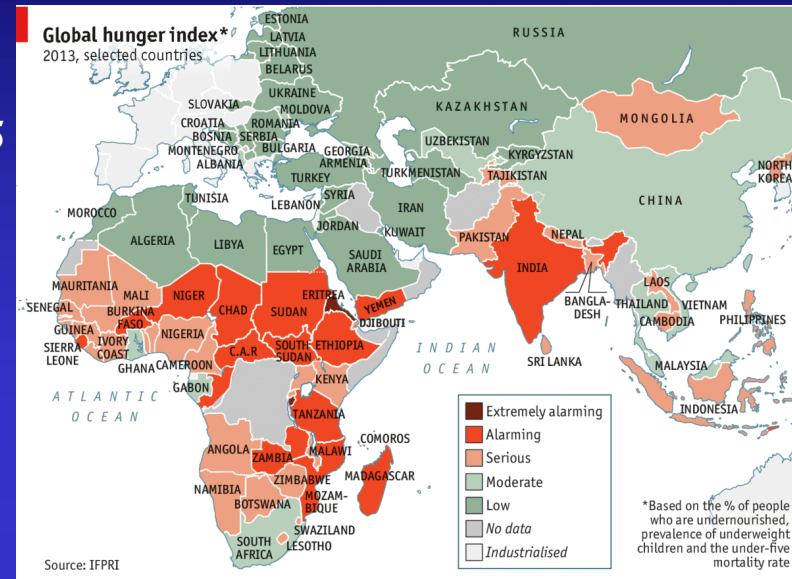 Global hunger index*
2013, selected countries
ESTONIA
LATVIA
LITHUANIA
BELARUS
RUSSIA
UKRAINE
MOLDOVA
SLOVAKIA
CROATIA
ROMANIA
BOSNIA
SERBIA
MONTENEGRO
BULGARIA
ALBANIA
KAZAKHSTAN
MONGOLIA
UZBEKISTAN
GEORGIA
ARMENIA
KYRGYZSTAN
TURKEY
TURKMENISTAN
TAJIKISTAN
NORTH
KOREA
TUNISIA
LEBANON
SYRIA
CHINA
MOROCCO
IRAN
JORDAN
KUWAIT
ALGERIA
LIBYA
EGYPT
SAUDI
ARABIA
PAKISTAN
NEPAL
INDIA
MAURITANIA
MALI
NIGER
CHAD
SUDAN
ERITREA
YEMEN
BANGLA-
DESH
LAOS
THAILAND
VIETNAM
CAMBODIA
PHILIPPINES
SENEGAL
BURKINA
FASO
DJIBOUTI
GUINEA
NIGERIA
SIERRA
LEONE
IVORY
COAST
GHANA
CAMEROON
C.A.R
SOUTH
SUDAN
ETHIOPIA
SRI LANKA
MALAYSIA
INDIAN
OCEAN
GABON
KENYA
ATLANTIC
OCEAN
TANZANIA
INDONESIA
ANGOLA
ZAMBIA
MALAWI
COMOROS
MADAGASCAR
ZIMBABWE
MOZAM-
BIQUE
NAMIBIA
BOTSWANA
SWAZILAND
LESOTHO
SOUTH
AFRICA
Extremely alarming
Alarming
Serious
Moderate
Low
No data
Industrialised
*Based on the % of people
who are undernourished,
prevalence of underweight
children and the under-five
mortality rate
Source: IFPRI